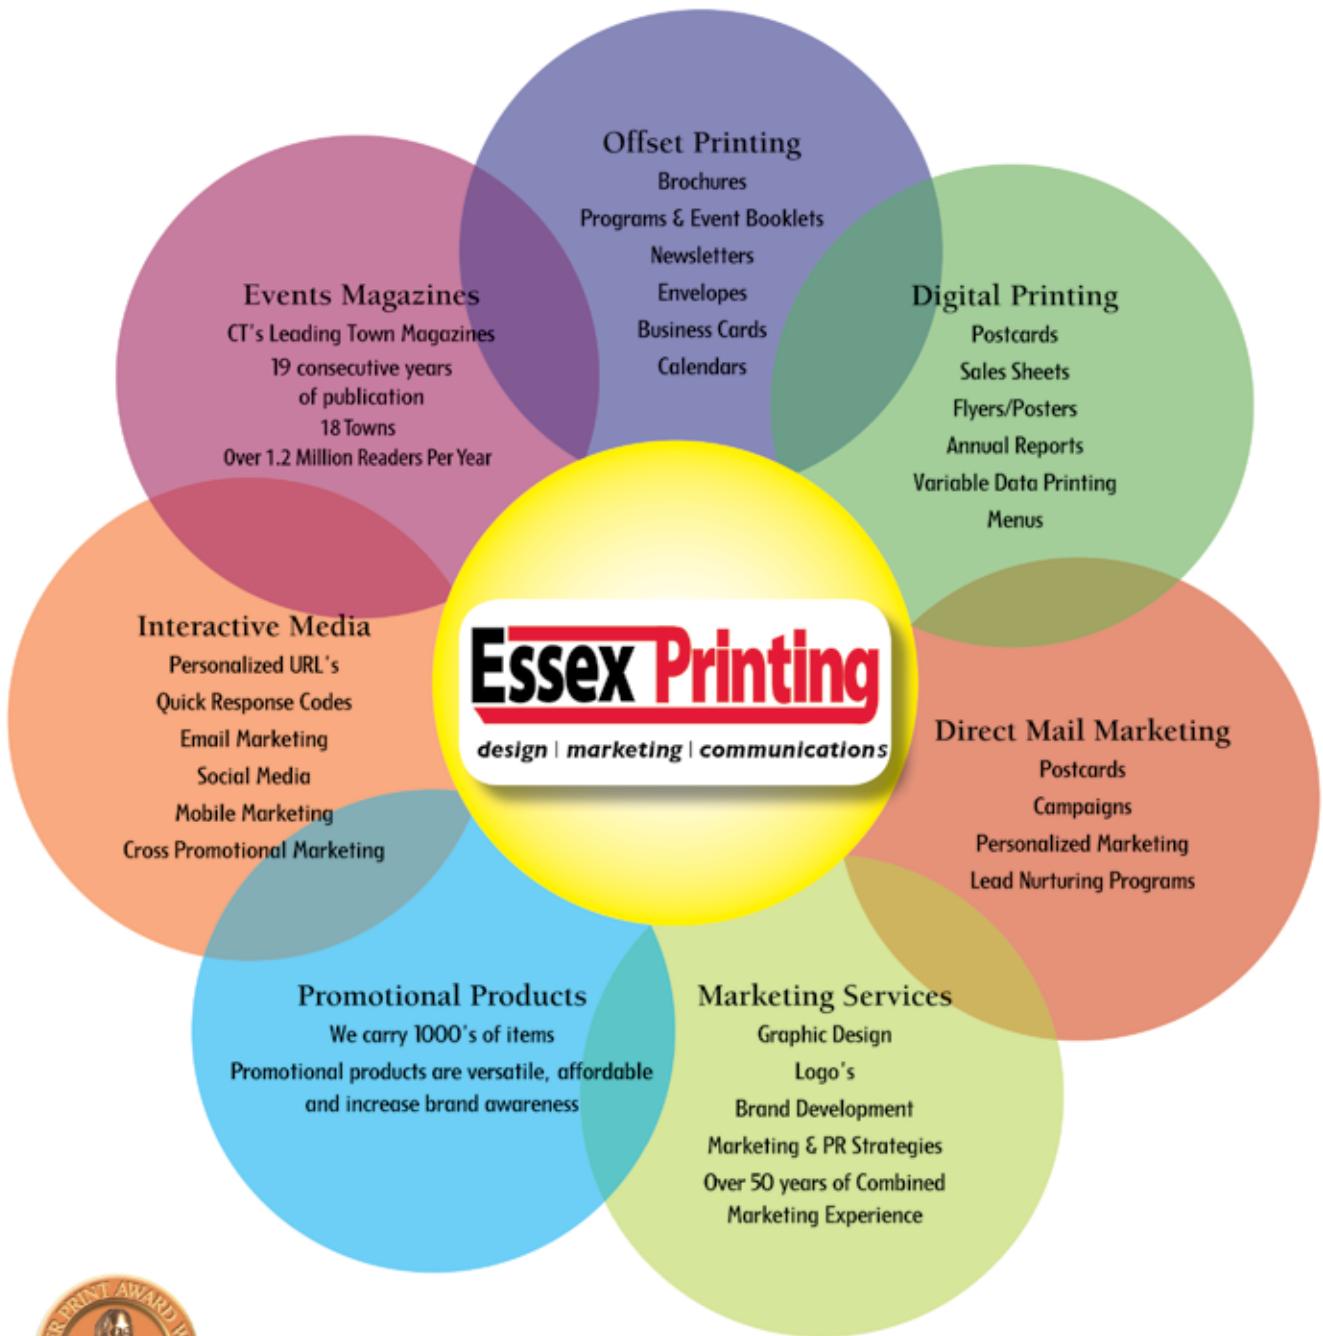 Offset Printing
Brochures
Programs & Event Booklets
Newsletters
Envelopes
Business Cards
Calendars
Digital Printing
Postcards
Sales Sheets
Flyers/Posters
Annual Reports
Variable Data Printing
Menus
Direct Mail Marketing
Postcards
Campaigns
Personalized Marketing
Lead Nurturing Programs
Marketing Services
Graphic Design
Logo's
Brand Development
Marketing & PR Strategies
Over 50 years of Combined
Marketing Experience
Promotional Products
We carry 1000's of items
Promotional products are versatile, affordable
and increase brand awareness
Interactive Media
Personalized URL's
Quick Response Codes
Email Marketing
Social Media
Mobile Marketing
Cross Promotional Marketing
Events Magazines
CT's Leading Town Magazines
19 consecutive years
of publication
18 Towns
Over 1.2 Million Readers Per Year
Essex Printing
design | marketing | communications
PRINT AWARD